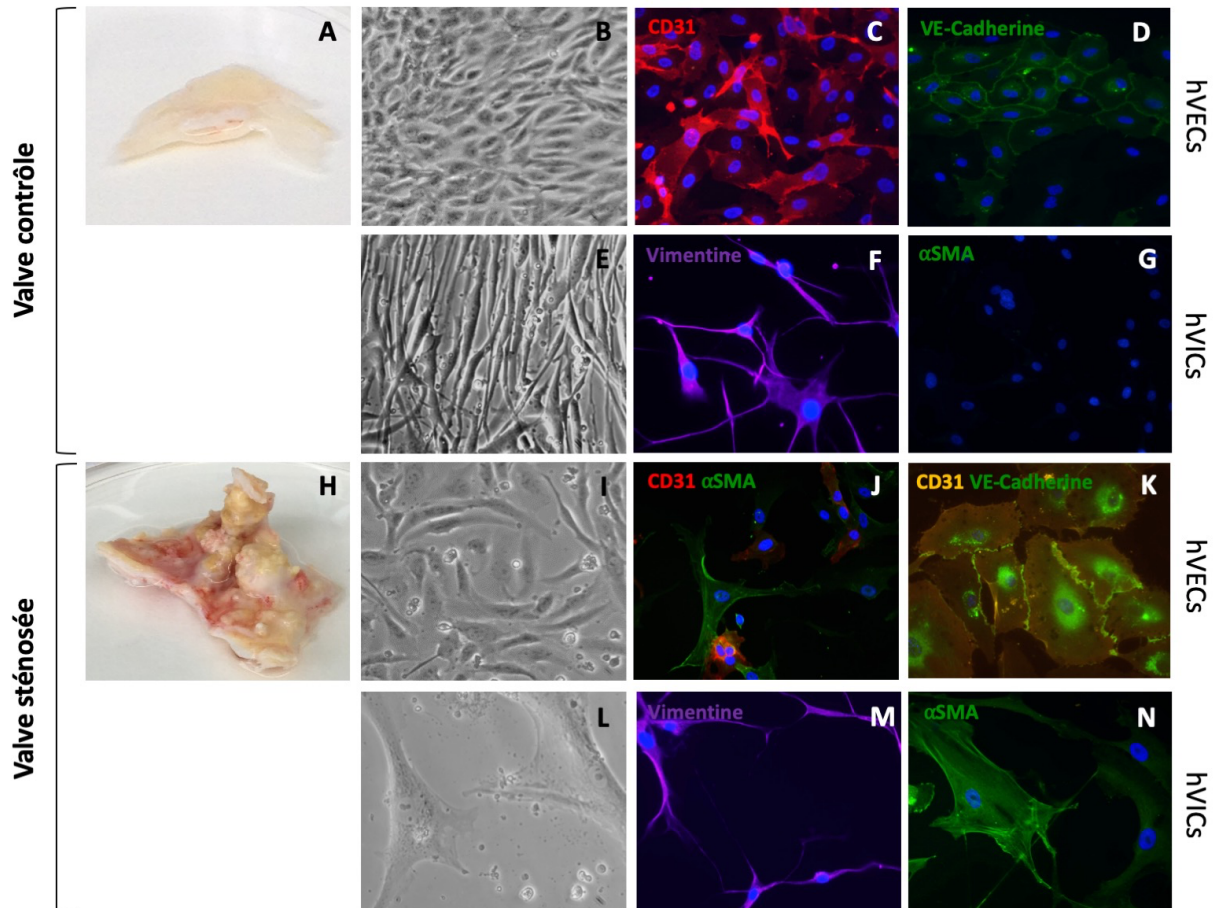 Valve contrôle
A
B
CD31 C
VE-Cadherine D
hVECs
E
Vimentine F
αSMA G
hVICs
Valve sténosée
H
I
CD31 αSMA J
CD31 VE-Cadherine K
hVECs
L
Vimentine M
αSMA N
hVICs